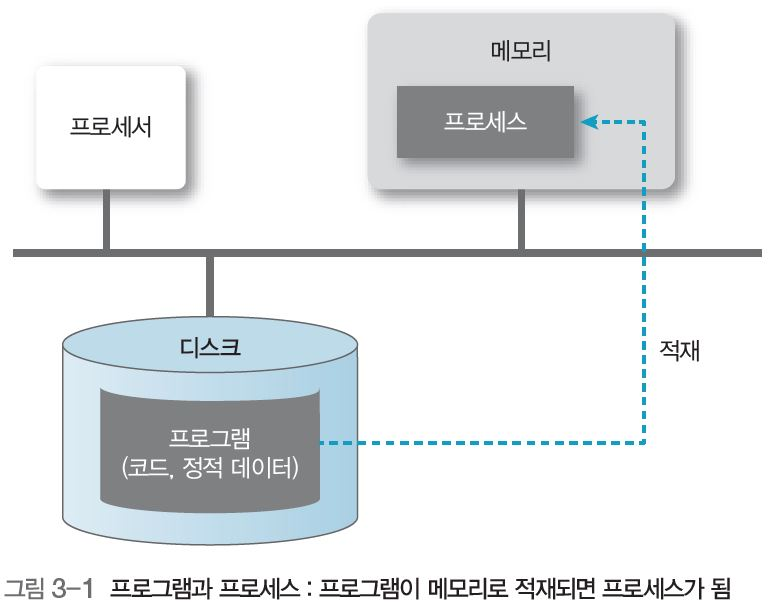 메모리
프로세서
프로세스
디스크
적재
프로그램
(코드, 정적 데이터)
그림 3-1 프로그램과 프로세스 : 프로그램이 메모리로 적재되면 프로세스가 됨